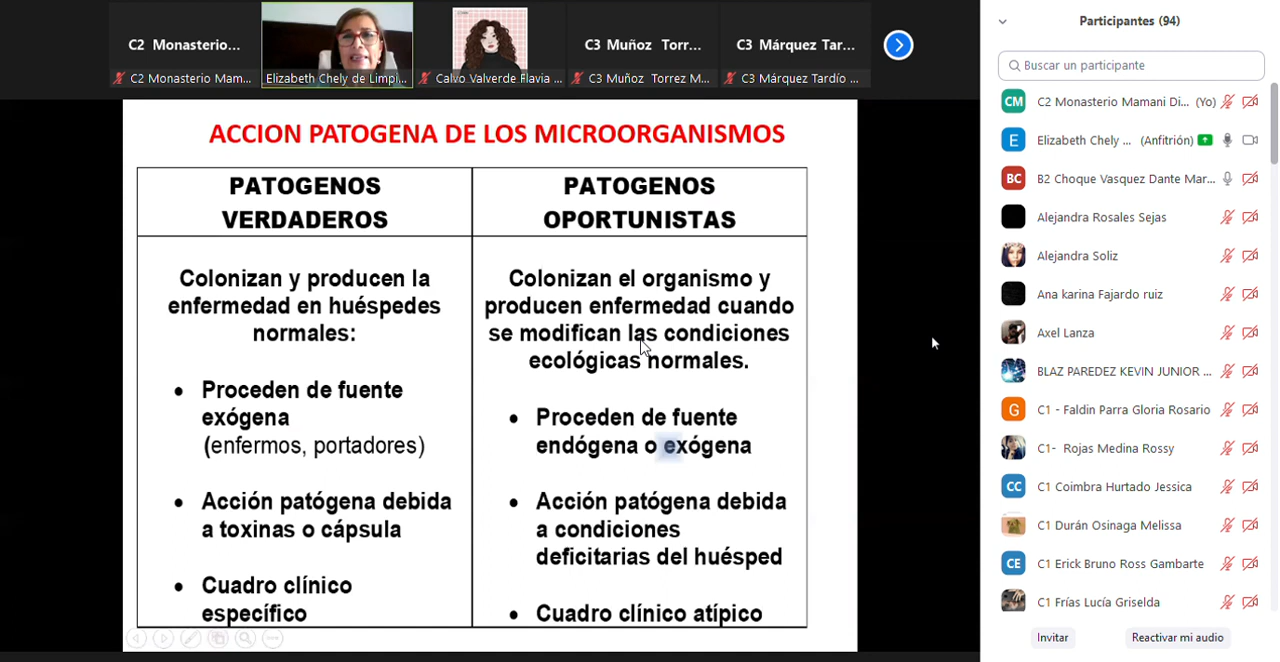 C2 Monasterio...
C3 Muñoz Torr...
C3 Márquez Tar...
C2 Monasterio Mam...
Elizabeth Chely de Limpi...
Calvo Valverde Flavia ...
C3 Muñoz Torrez M...
C3 Márquez Tardío ...
ACCION PATOGENA DE LOS MICROORGANISMOS
PATOGENOS
VERDADEROS
Colonizan y producen la
enfermedad en huéspedes
normales:
• Proceden de fuente
exógena
(enfermos, portadores)
• Acción patógena debida
a toxinas o cápsula
• Cuadro clínico
específico
PATOGENOS
OPORTUNISTAS
Colonizan el organismo y
producen enfermedad cuando
se modifican las condiciones
ecológicas normales.
• Proceden de fuente
endógena o exógena
• Acción patógena debida
a condiciones
deficitarias del huésped
• Cuadro clínico atípico
Participantes (94)
Buscar un participante
CM C2 Monasterio Mamani Di... (Yo)
E Elizabeth Chely ... (Anfitrión)
BC B2 Choque Vasquez Dante Mar...
Alejandra Rosales Sejas
Alejandra Soliz
Ana karina Fajardo ruiz
Axel Lanza
BLAZ PAREDEZ KEVIN JUNIOR ...
G C1 - Faldin Parra Gloria Rosario
C1- Rojas Medina Rossy
CC C1 Coimbra Hurtado Jessica
C1 Durán Osinaga Melissa
CE C1 Erick Bruno Ross Gambarte
C1 Frías Lucía Griselda
Invitar
Reactivar mi audio